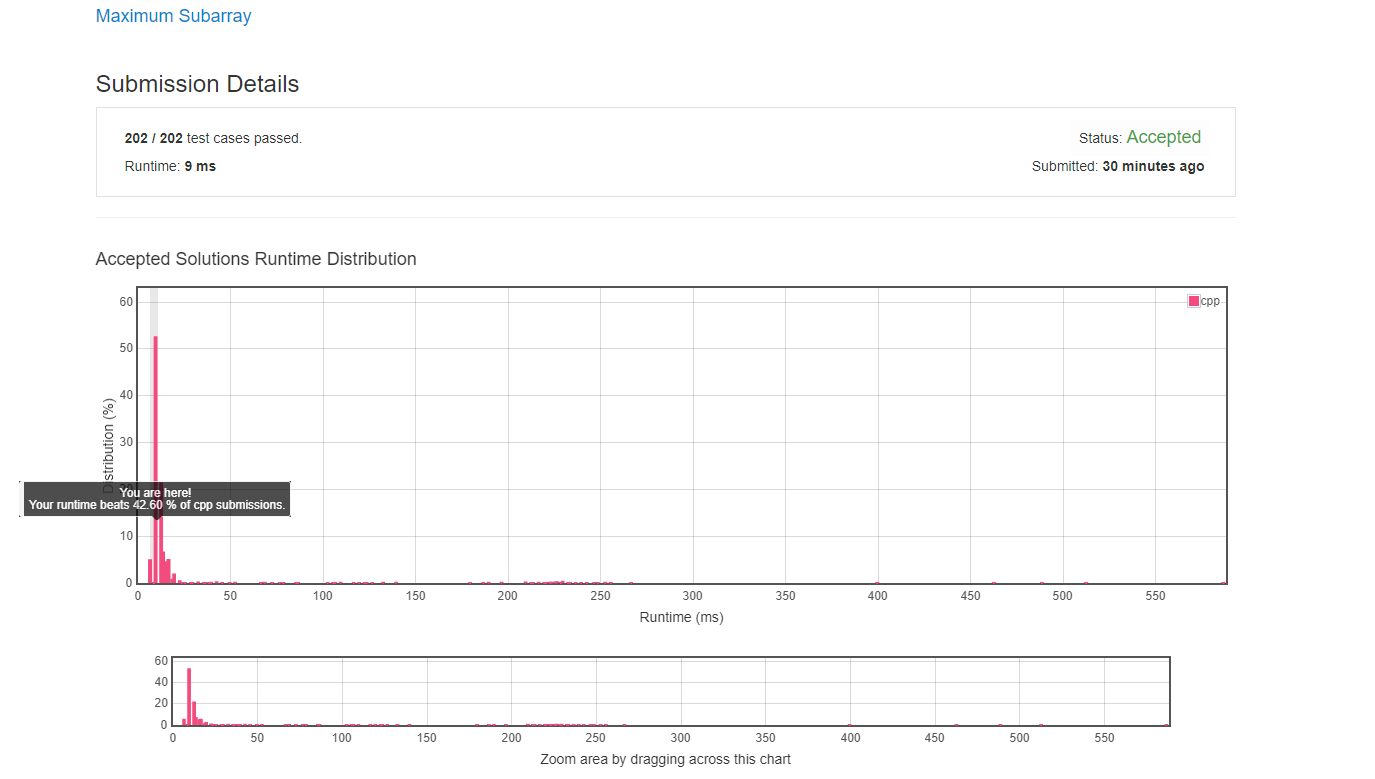 Maximum Subarray
Submission Details
202 / 202 test cases passed.
Status: Accepted
Runtime: 9 ms
Submitted: 30 minutes ago
Accepted Solutions Runtime Distribution
cpp
60
50
40
30
20
10
0
Distribution (%)
You are here!
Your runtime beats 42.60 % of cpp submissions.
0 50 100 150 200 250 300 350 400 450 500 550
Runtime (ms)
60
40
20
0
0 50 100 150 200 250 300 350 400 450 500 550
Zoom area by dragging across this chart